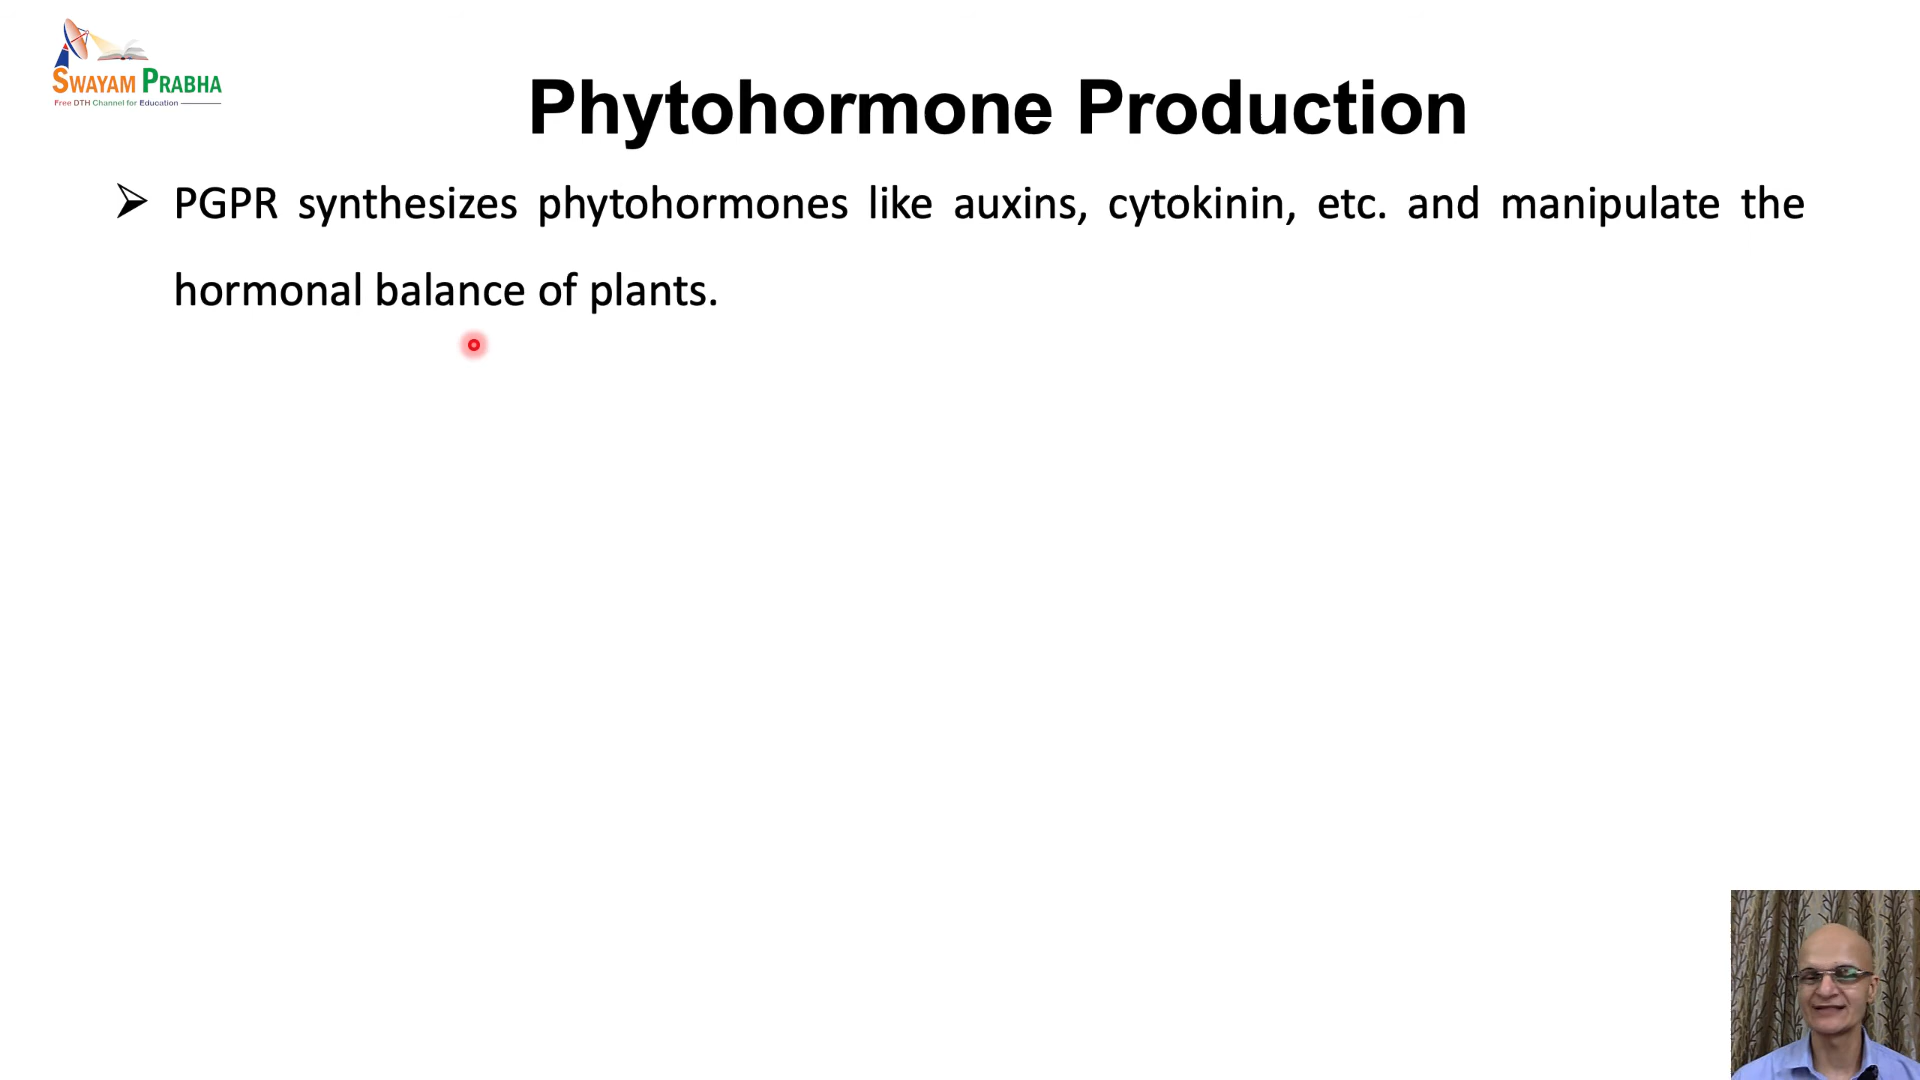 SWAYAM PRABHA
Free DTH Channel for Education
Phytohormone Production
➢ PGPR synthesizes phytohormones like auxins, cytokinin, etc. and manipulate the
hormonal balance of plants.